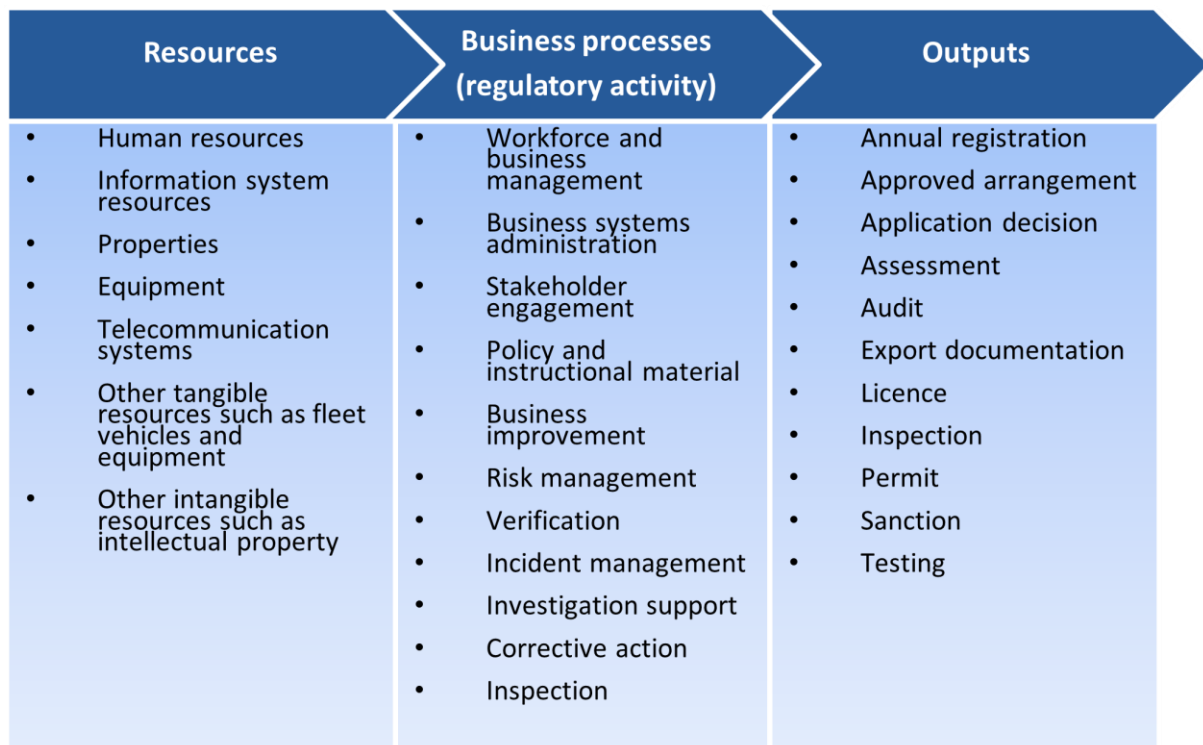 Resources
Business processes
(regulatory activity)
Outputs
• Human resources
• Information system
resources
• Properties
• Equipment
• Telecommunication
systems
• Other tangible
resources such as fleet
vehicles and
equipment
• Other intangible
resources such as
intellectual property
• Workforce and
business
management
• Business systems
administration
• Stakeholder
engagement
• Policy and
instructional material
• Business
improvement
• Risk management
• Verification
• Incident management
• Investigation support
• Corrective action
• Inspection
• Annual registration
• Approved arrangement
• Application decision
• Assessment
• Audit
• Export documentation
• Licence
• Inspection
• Permit
• Sanction
• Testing